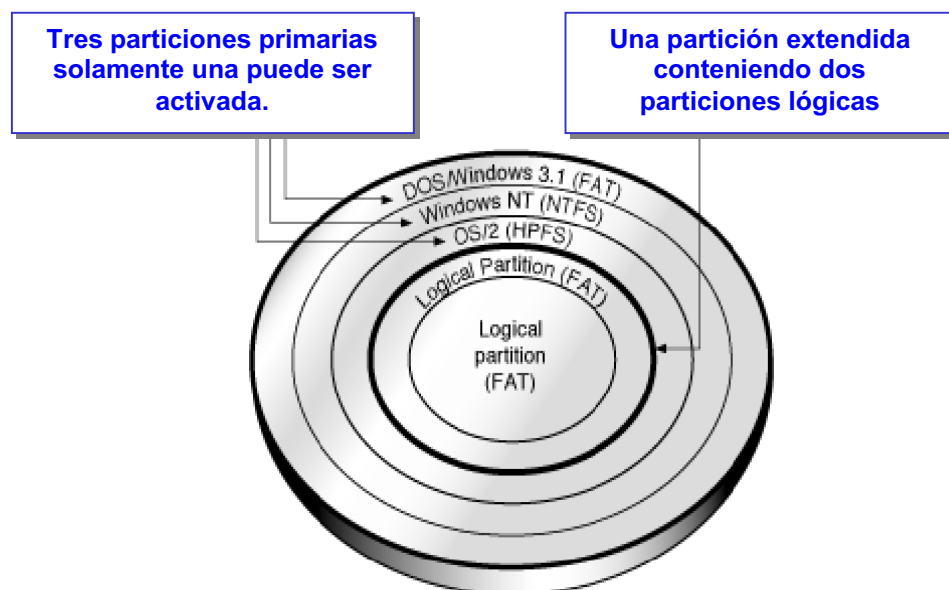 Tres particiones primarias
solamente una puede ser
activada.
Una partición extendida
conteniendo dos
particiones lógicas
DOS/Windows 3.1 (FAT)
Windows NT (NTFS)
OS/2 (HPFS)
Logical Partition (FAT)
Logical
partition
(FAT)